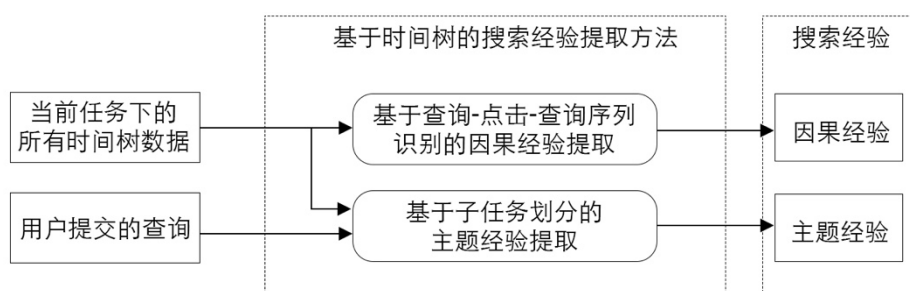 基于时间树的搜索经验提取方法
搜索经验
当前任务下的
所有时间树数据
基于查询-点击-查询序列
识别的因果经验提取
因果经验
用户提交的查询
基于子任务划分的
主题经验提取
主题经验